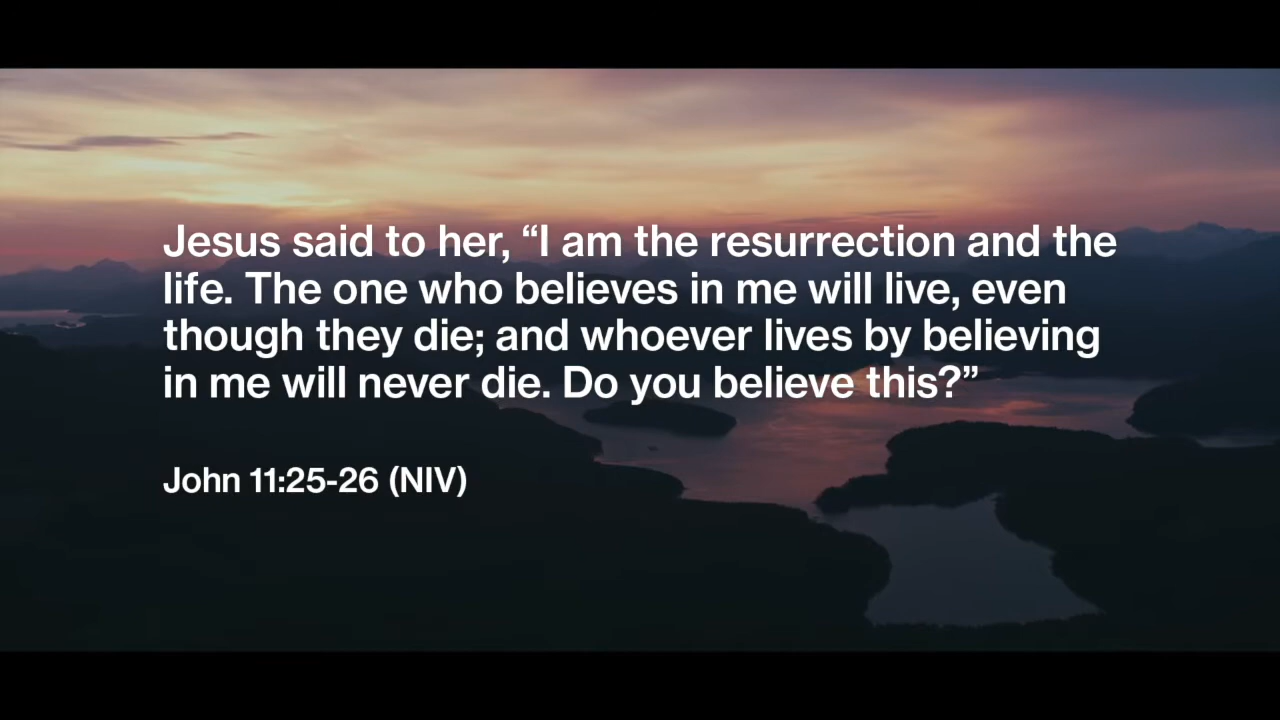 Jesus said to her, “I am the resurrection and the
life. The one who believes in me will live, even
though they die; and whoever lives by believing
in me will never die. Do you believe this?”
John 11:25-26 (NIV)